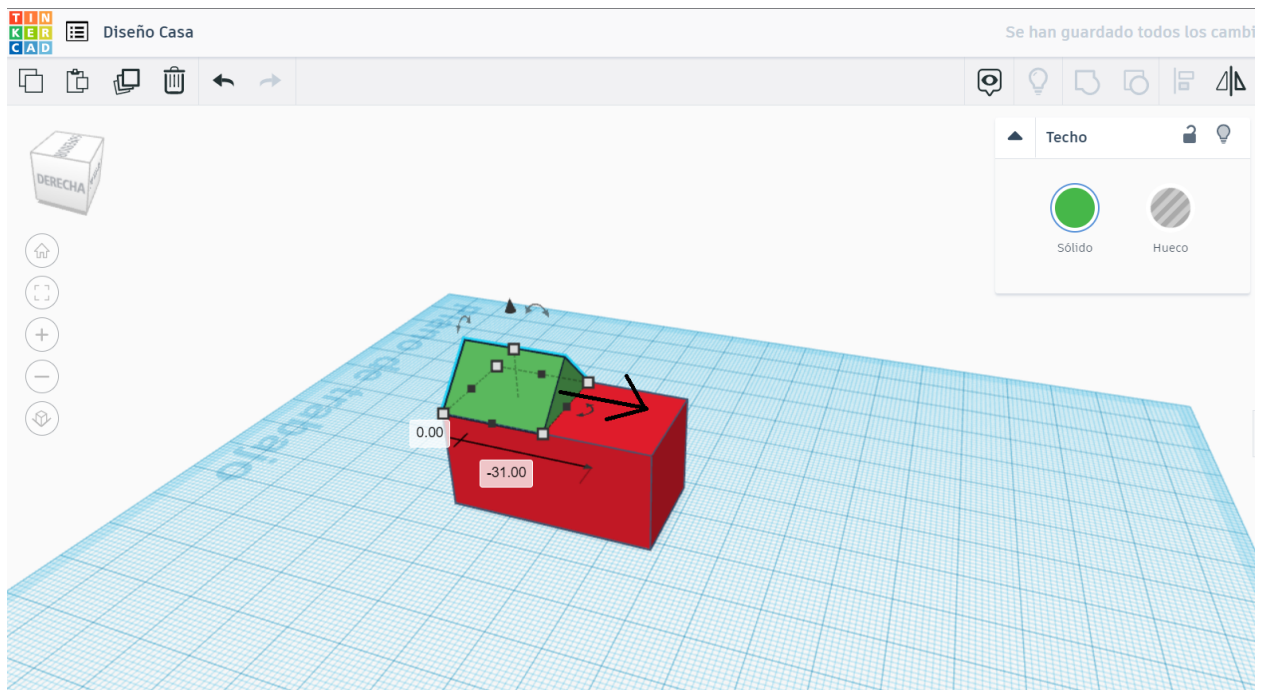 TIN
KER
CAD
Diseño Casa
Se han guardado todos los cambi
DERECHA
Techo
Sólido
Hueco
Plano de trabajo
0.00
-31.00